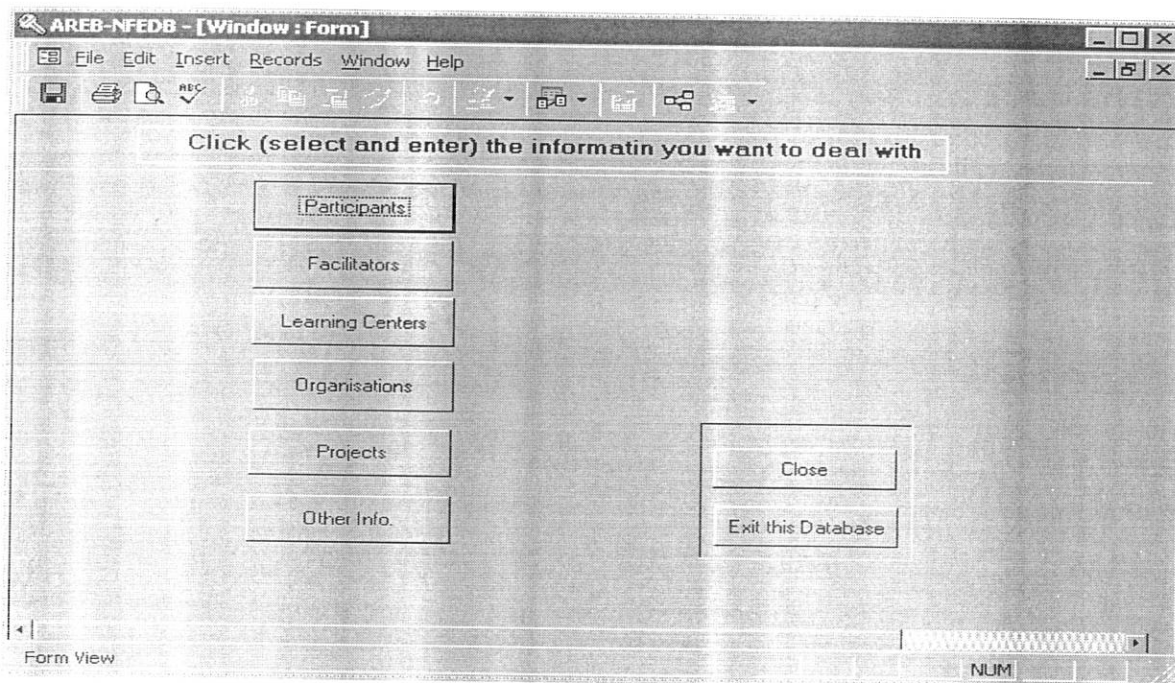 AREB-NFEDB - [Window : Form]
File Edit Insert Records Window Help
ABC
Click (select and enter) the informatin you want to deal with
Participants
Facilitators
Learning Centers
Organisations
Projects
Other Info.
Close
Exit this Database
Form View
NUM